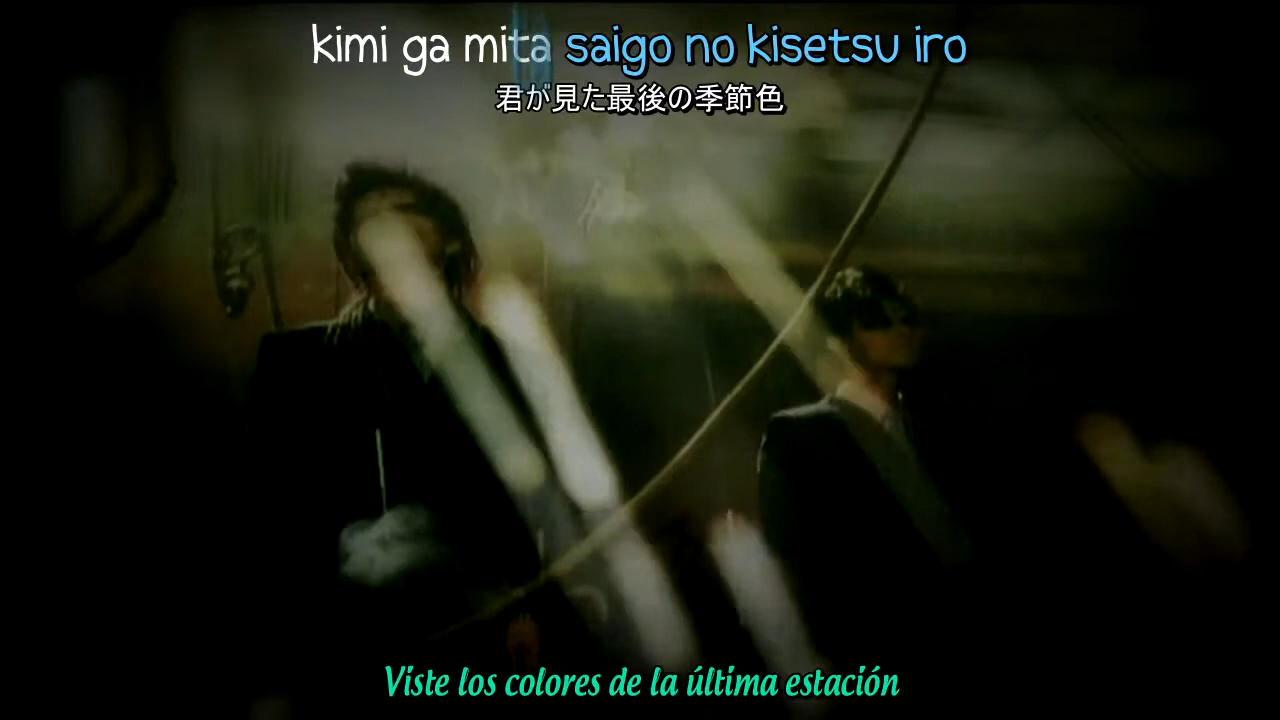 kimi ga mita saigo no kisetsu iro
君が見た最後の季節色
Viste los colores de la última estación